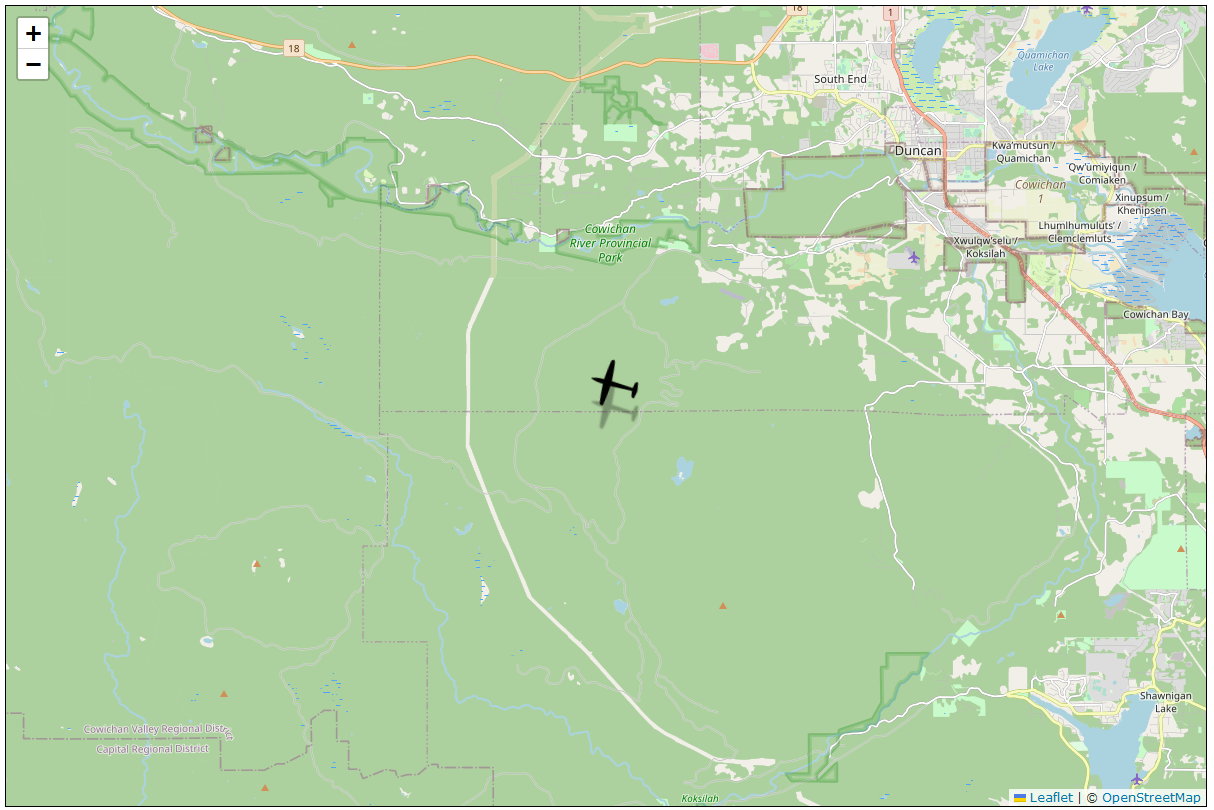 +
−
18
18
1
South End
Quamichan
Lake
Duncan
Kwa'mutsun /
Quamichan
Qw'umiyiqun /
Comiaken
Cowichan
1
Xinupsum /
Khenipsen
Lhumlhumuluts' /
Clemclemluts
Xwulqw'selu /
Koksilah
Cowichan
River Provincial
Park
Cowichan Bay
Shawnigan
Lake
Cowichan Valley Regional District
Capital Regional District
Koksilah
Leaflet | © OpenStreetMap